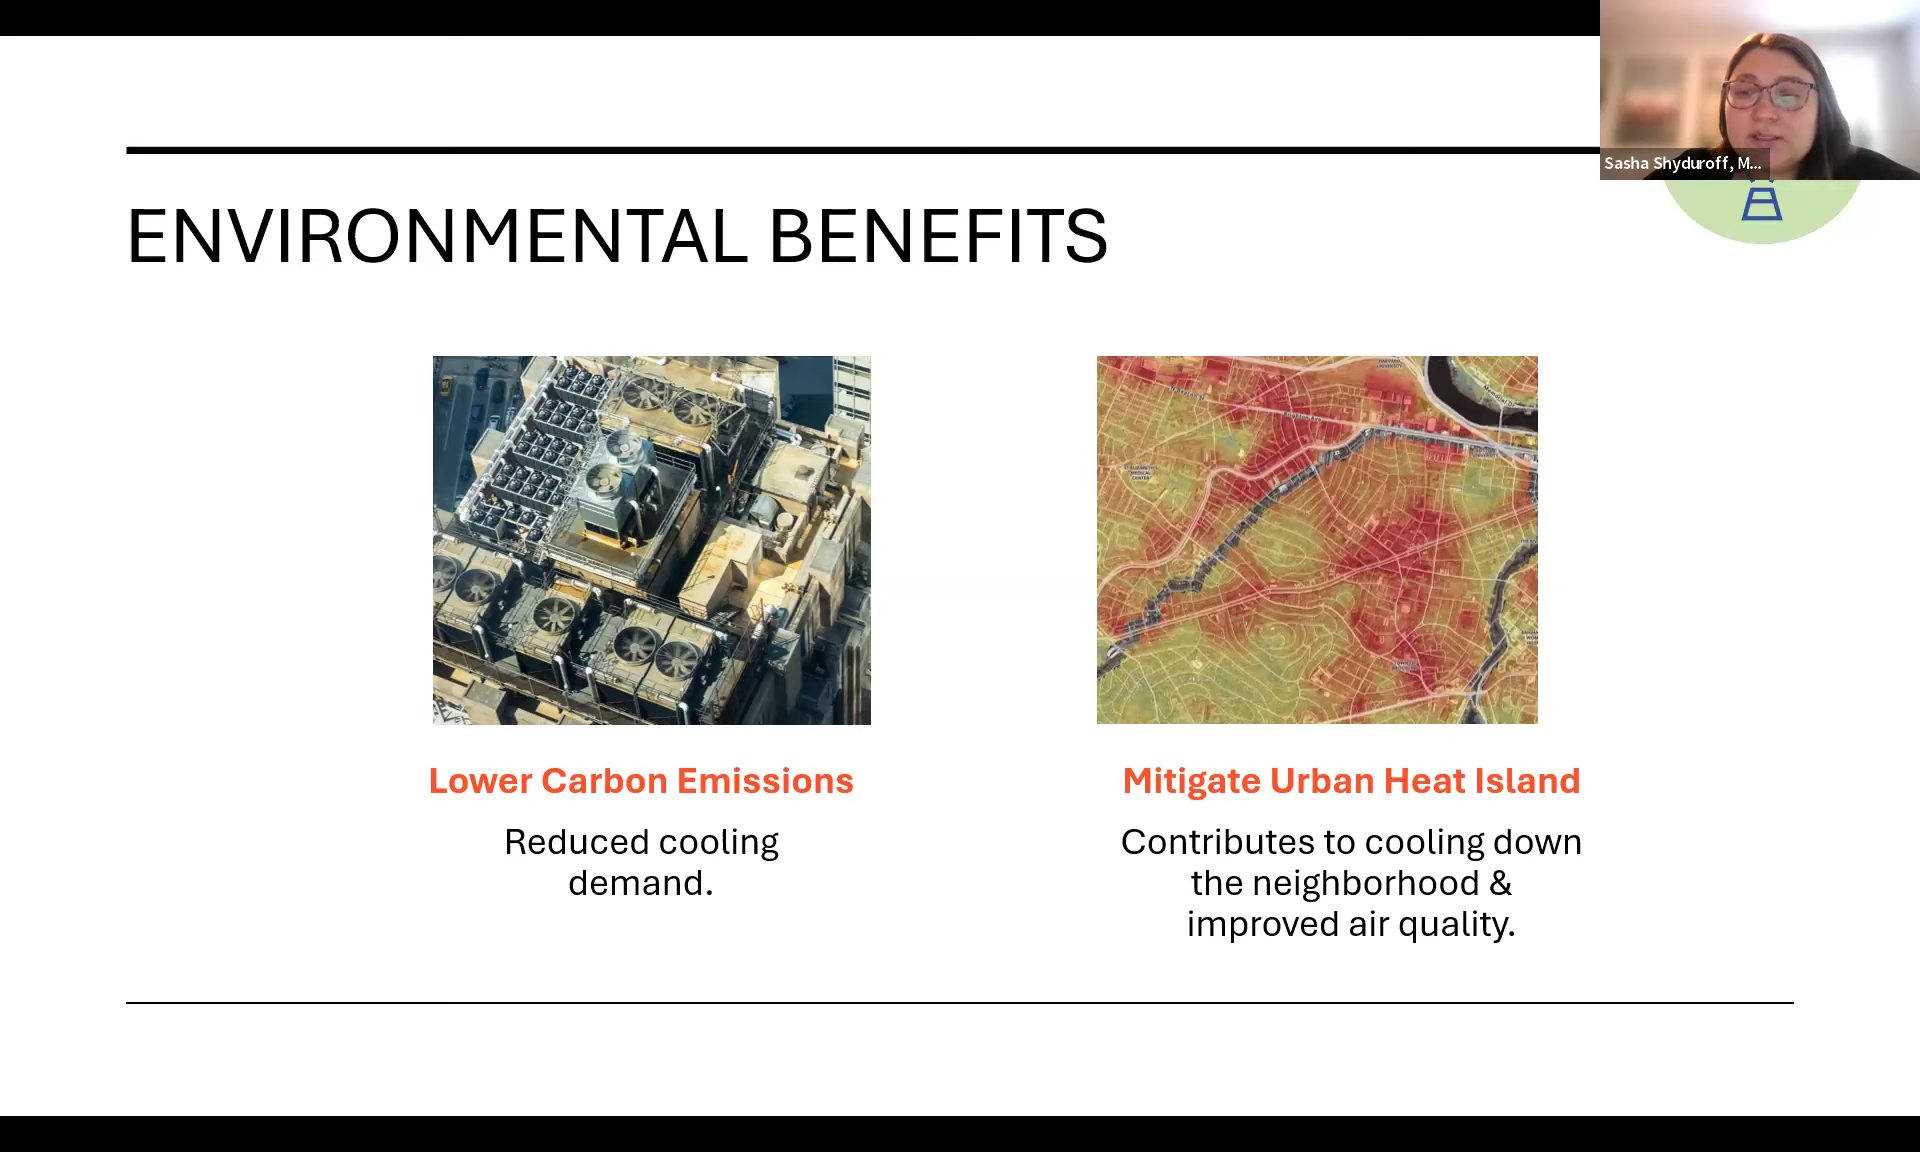 Sasha Shyduroff, M...
ENVIRONMENTAL BENEFITS
Lower Carbon Emissions
Reduced cooling
demand.
Mitigate Urban Heat Island
Contributes to cooling down
the neighborhood &
improved air quality.